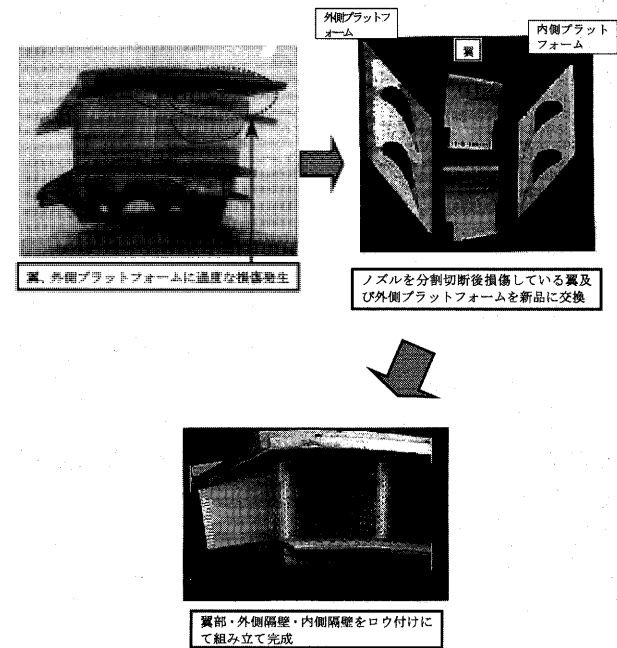 外側プラットフ
ォーム
翼
内側プラット
フォーム
翼、外側プラットフォームに過度な損傷発生
ノズルを分割切断後損傷している翼及
び外側プラットフォームを新品に交換
翼部・外側隔壁・内側隔壁をロウ付けに
て組み立て完成